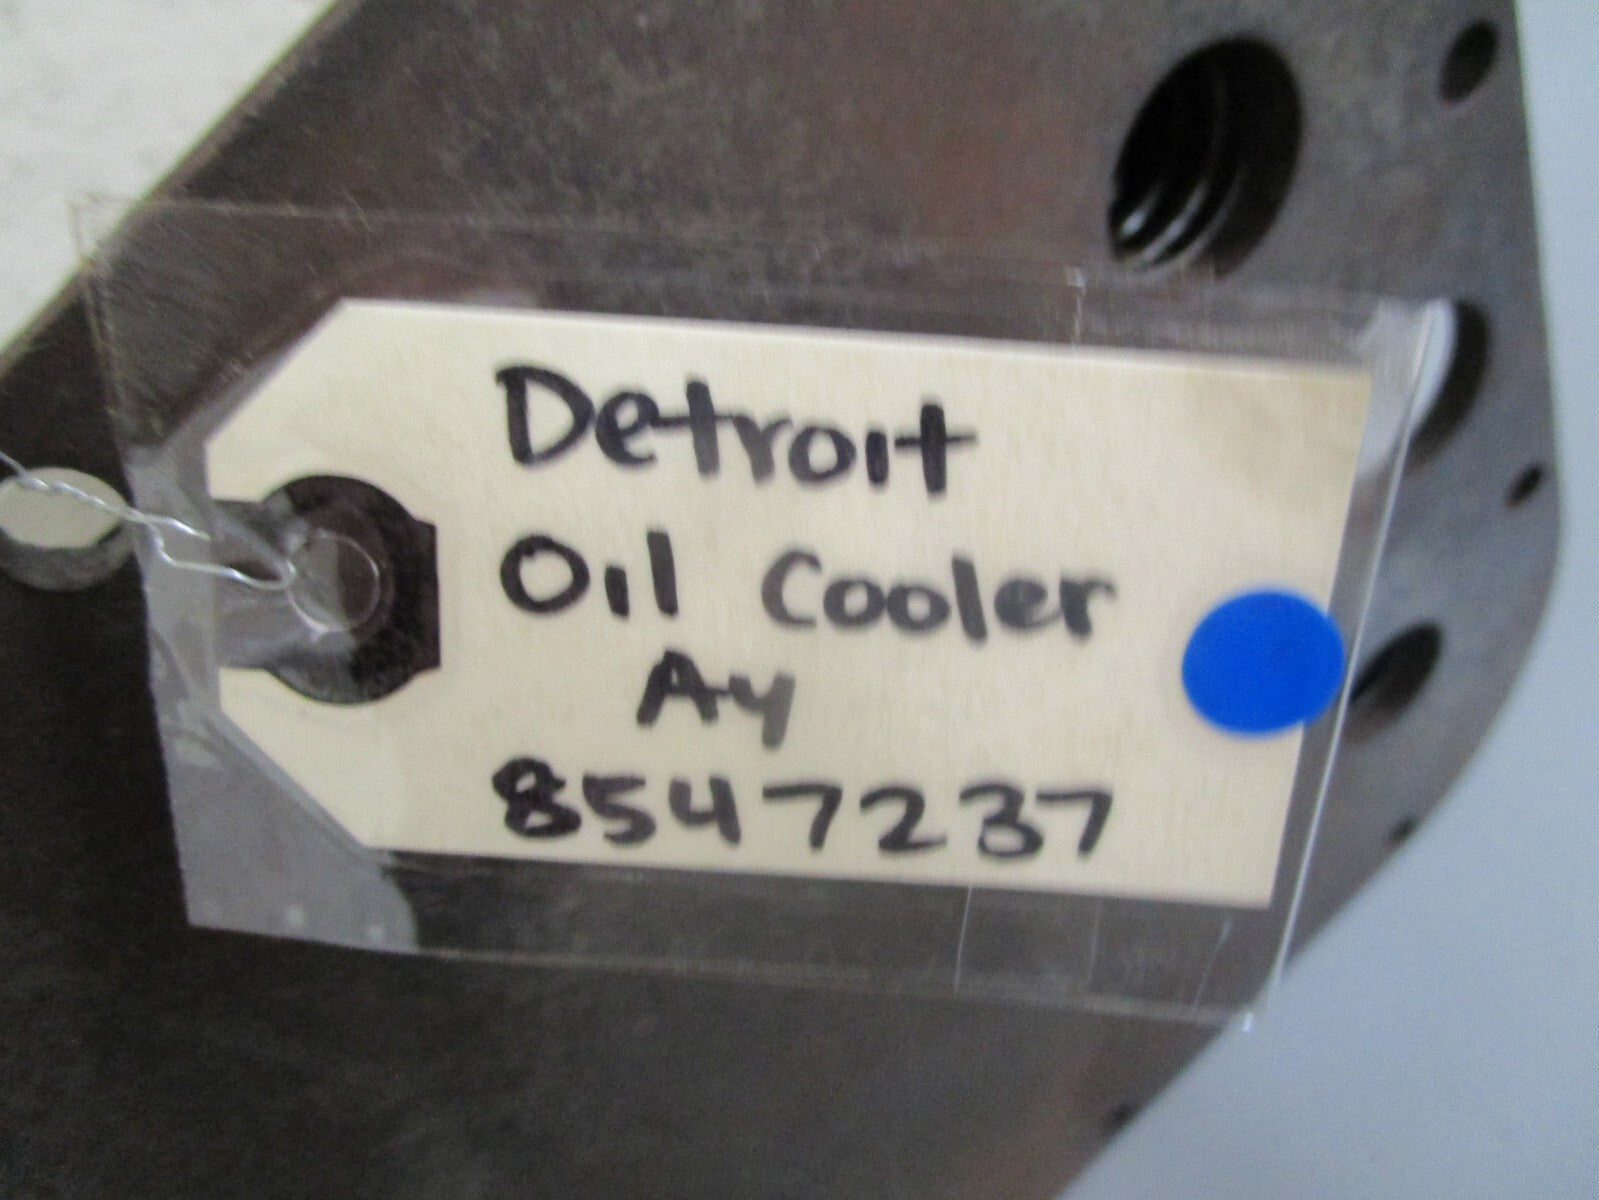 Detroit
Oil Cooler
Ay
8547237